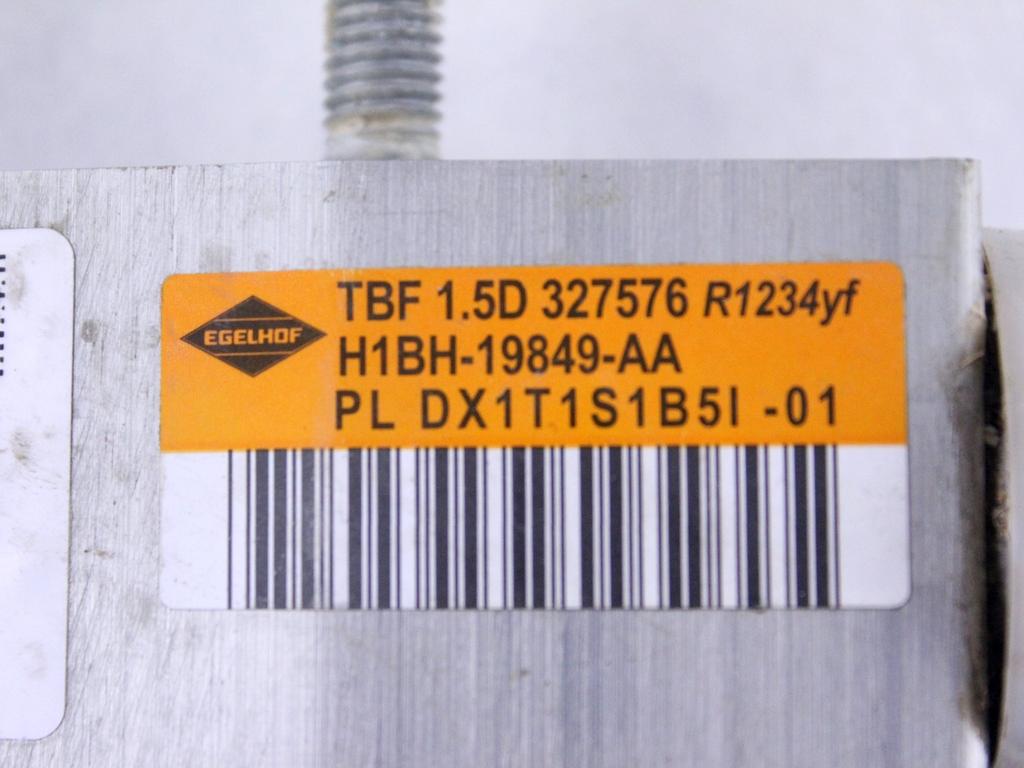 EGELHOF
TBF 1.5D 327576 R1234yf
H1BH-19849-AA
PL DX1T1S1B5I -01